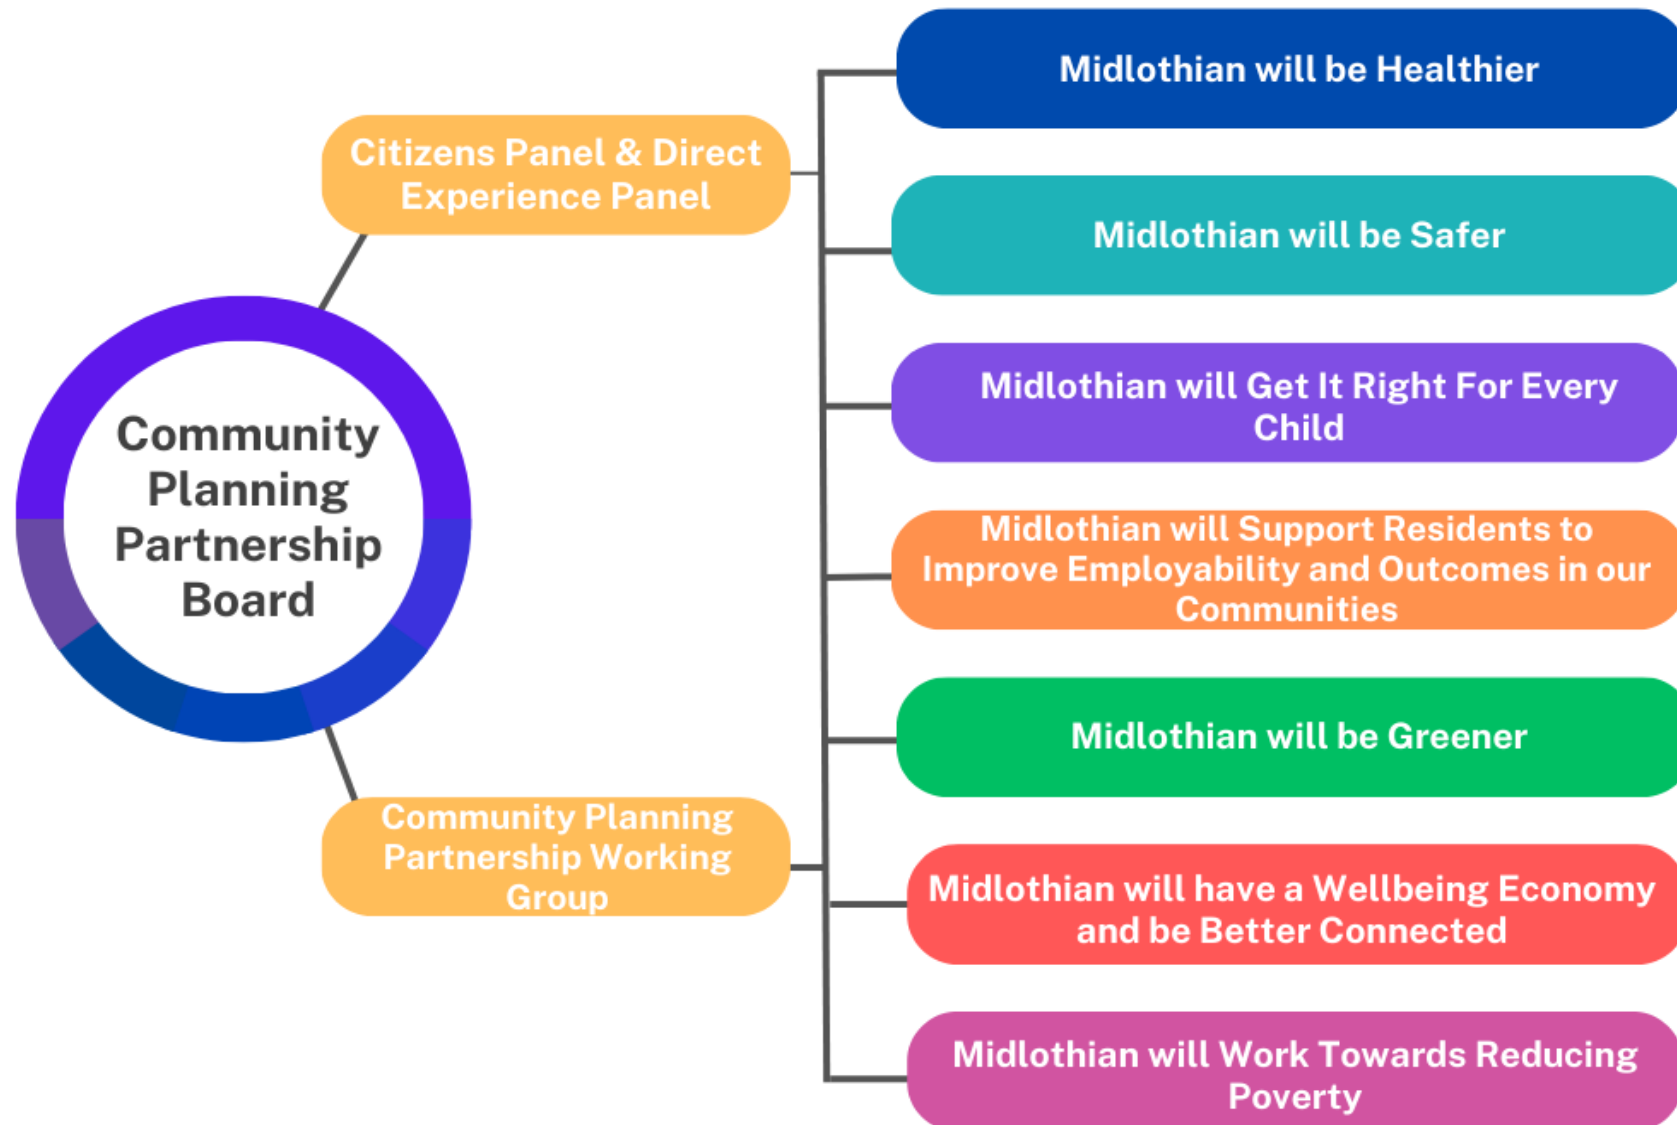 Community
Planning
Partnership
Board
Citizens Panel & Direct
Experience Panel
Community Planning
Partnership Working
Group
Midlothian will be Healthier
Midlothian will be Safer
Midlothian will Get It Right For Every
Child
Midlothian will Support Residents to
Improve Employability and Outcomes in our
Communities
Midlothian will be Greener
Midlothian will have a Wellbeing Economy
and be Better Connected
Midlothian will Work Towards Reducing
Poverty